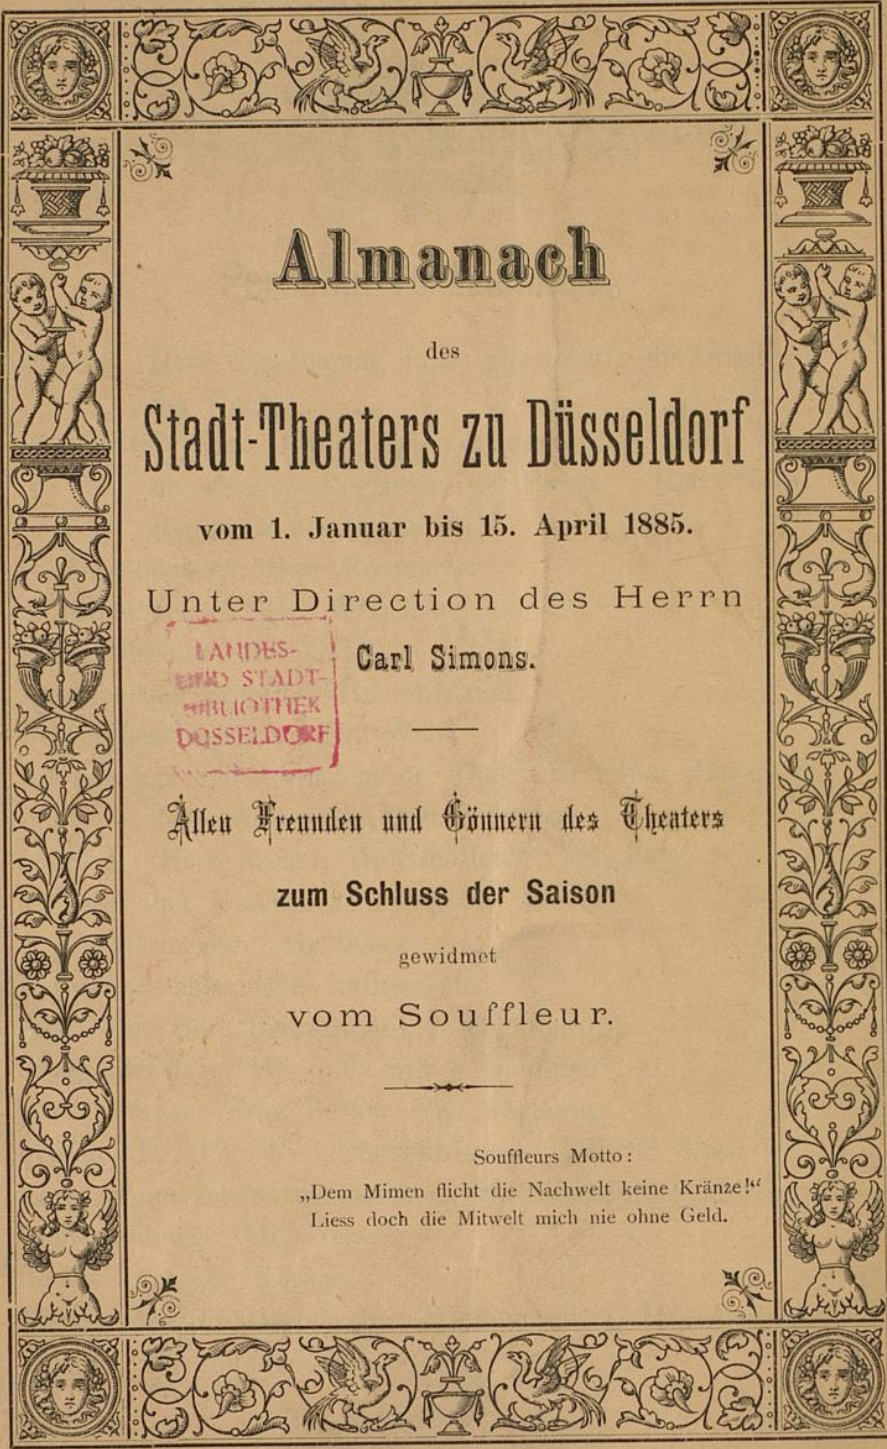 Almanach
des
Stadt-Theaters zu Düsseldorf
vom 1. Januar bis 15. April 1885.
Unter Direction des Herrn
Carl Simons.
LANDES-
UND STADT-
BIBLIOTHEK
DÜSSELDORF
Allen Freunden und Gönnern des Theaters
zum Schluss der Saison
gewidmet
vom Souffleur.
Souffleurs Motto:
„Dem Mimen flicht die Nachwelt keine Kränze!“
Liess doch die Mitwelt mich nie ohne Geld.